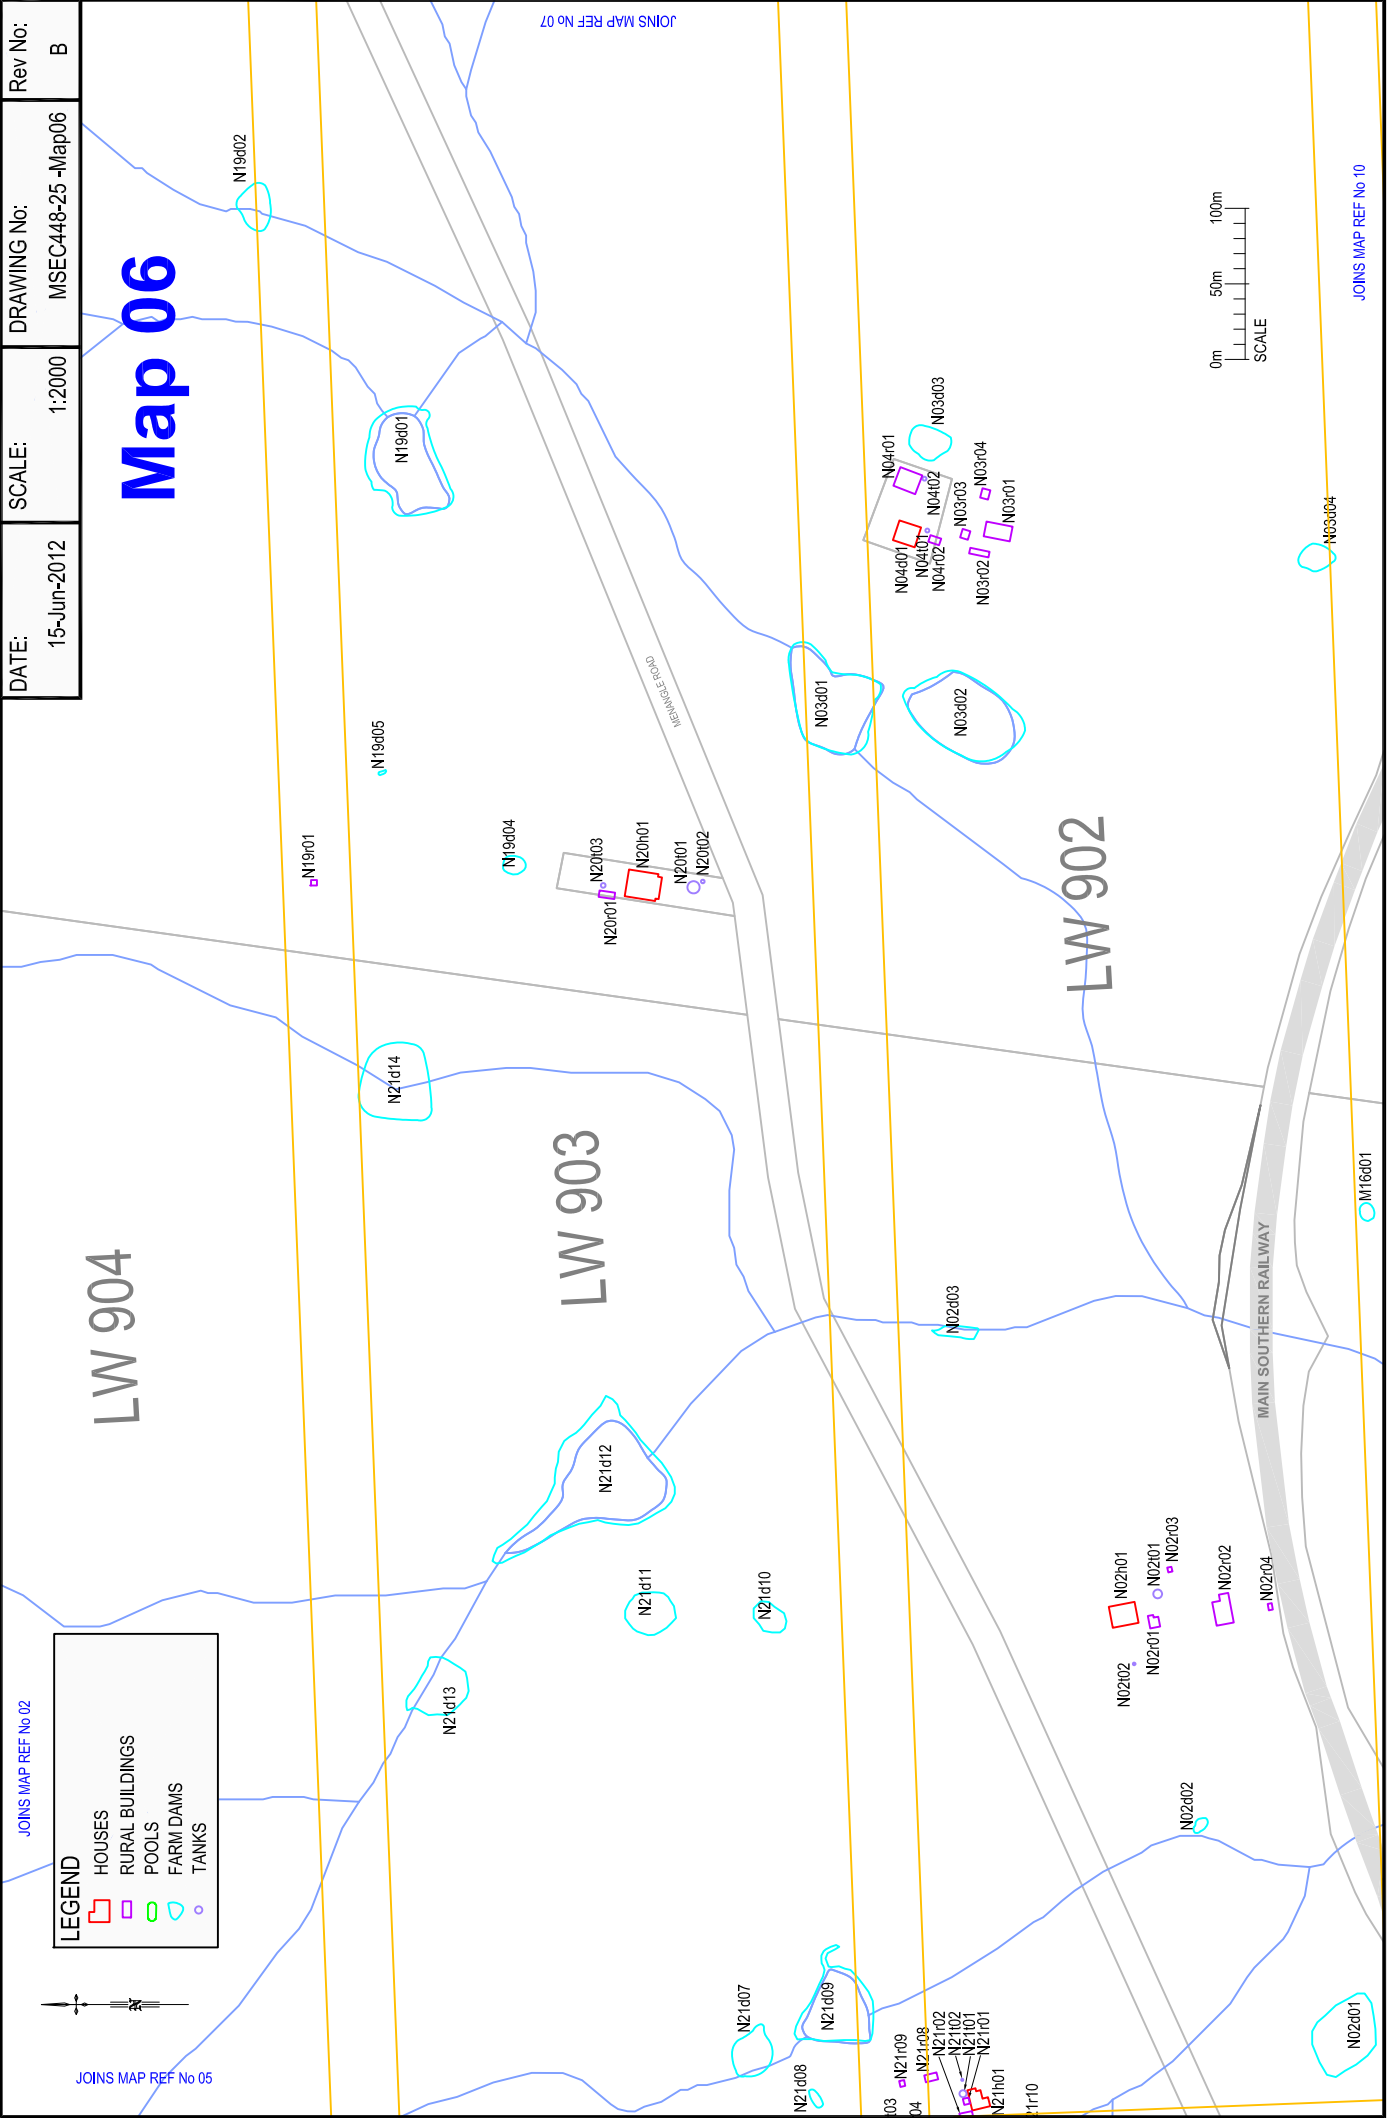 JOINS MAP REF No 02
LEGEND
HOUSES
RURAL BUILDINGS
POOLS
FARM DAMS
TANKS
N
JOINS MAP REF No 05
DATE:
15-Jun-2012
SCALE:
1:2000
DRAWING No:
MSEC448-25 -Map06
Rev No:
B
Map 06
LW 904
LW 903
LW 902
N19d02
N19d01
N19d05
N19r01
N19d04
N20t03
N20h01
N20r01
N20t01
N20t02
MENANGLE ROAD
JOINS MAP REF No 07
N21d14
N21d12
N21d11
N21d10
N21d13
N21d07
N21d08
N21d09
N21r09
N21r08
N21r02
N21t02
N21t01
N21r01
N21h01
t03
04
1r10
N04r01
N03d03
N04t02
N03r04
N03r03
N03r01
N04d01
N04t01
N04r02
N03r02
N03d01
N03d02
N03d04
N02d03
M16d01
MAIN SOUTHERN RAILWAY
N02h01
N02t01
N02r03
N02r01
N02t02
N02r02
N02r04
N02d02
N02d01
0m
50m
100m
SCALE
JOINS MAP REF No 10